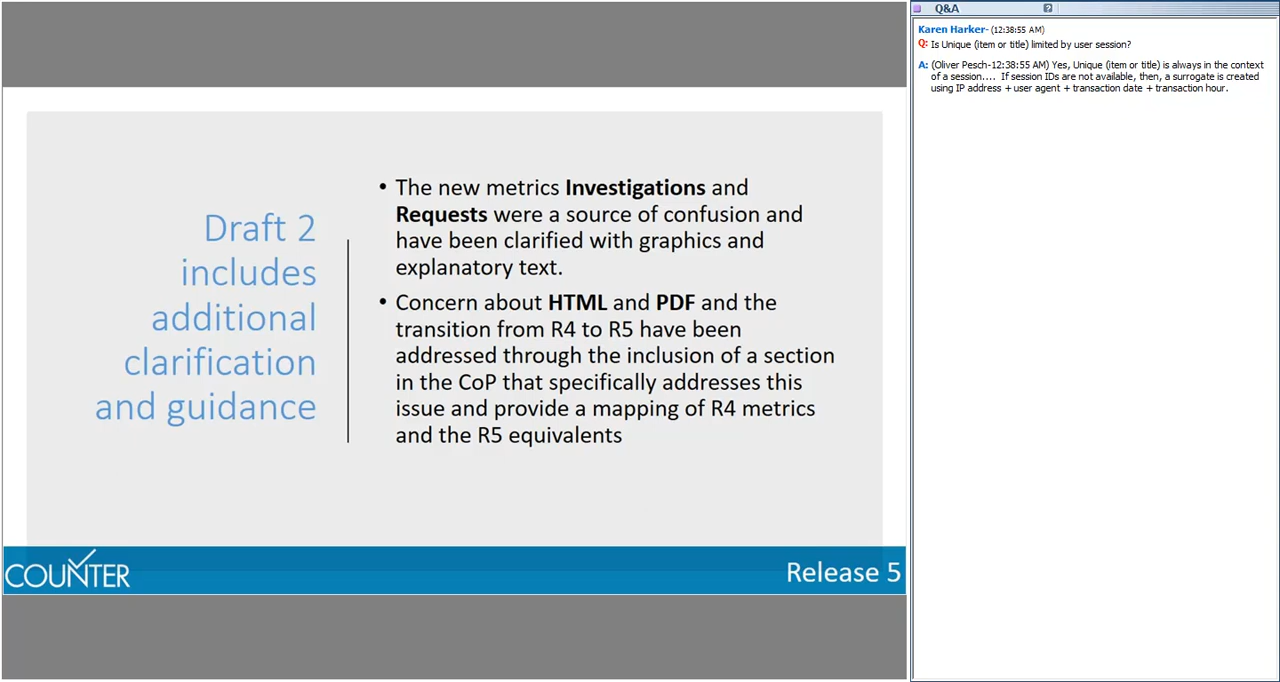 Draft 2
includes
additional
clarification
and guidance
• The new metrics Investigations and
Requests were a source of confusion and
have been clarified with graphics and
explanatory text.
• Concern about HTML and PDF and the
transition from R4 to R5 have been
addressed through the inclusion of a section
in the CoP that specifically addresses this
issue and provide a mapping of R4 metrics
and the R5 equivalents
COUNTER
Release 5
Q&A
?
Karen Harker- (12:38:55 AM)
Q: Is Unique (item or title) limited by user session?
A: (Oliver Pesch-12:38:55 AM) Yes, Unique (item or title) is always in the context
of a session.... If session IDs are not available, then, a surrogate is created
using IP address + user agent + transaction date + transaction hour.